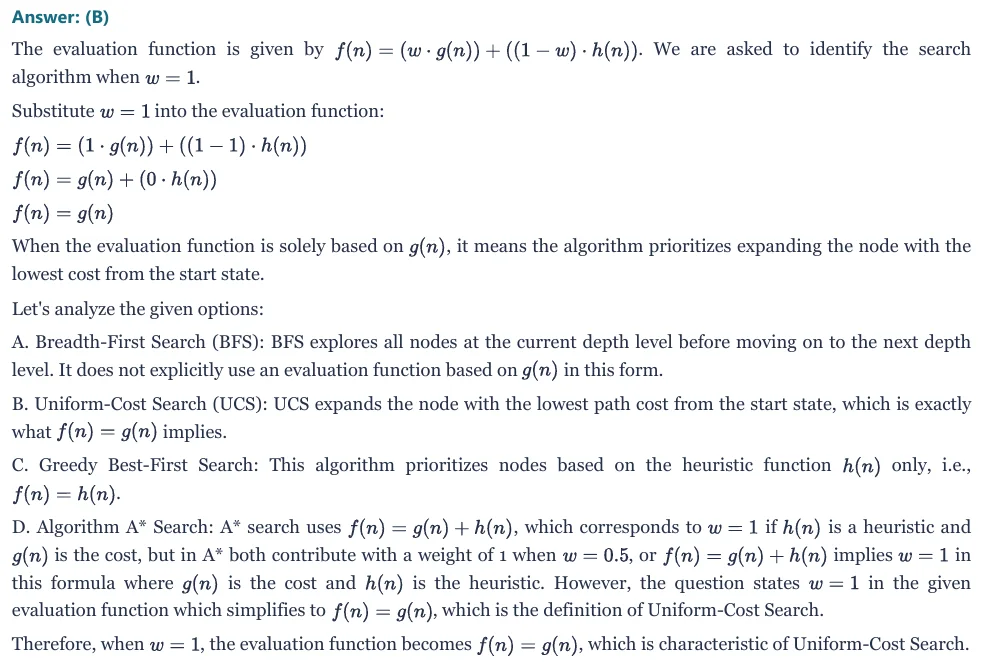 Answer: (B)
The evaluation function is given by f(n) = (w · g(n)) + ((1 – w) · h(n)). We are asked to identify the search
algorithm when w = 1.
Substitute w = 1 into the evaluation function:
f(n) = (1 · g(n)) + ((1 – 1) · h(n))
f(n) = g(n) + (0 · h(n))
f(n) = g(n)
When the evaluation function is solely based on g(n), it means the algorithm prioritizes expanding the node with the
lowest cost from the start state.
Let's analyze the given options:
A. Breadth-First Search (BFS): BFS explores all nodes at the current depth level before moving on to the next depth
level. It does not explicitly use an evaluation function based on g(n) in this form.
B. Uniform-Cost Search (UCS): UCS expands the node with the lowest path cost from the start state, which is exactly
what f(n) = g(n) implies.
C. Greedy Best-First Search: This algorithm prioritizes nodes based on the heuristic function h(n) only, i.e.,
f(n) = h(n).
D. Algorithm A* Search: A* search uses f(n) = g(n) + h(n), which corresponds to w = 1 if h(n) is a heuristic and
g(n) is the cost, but in A* both contribute with a weight of 1 when w = 0.5, or f(n) = g(n) + h(n) implies w = 1 in
this formula where g(n) is the cost and h(n) is the heuristic. However, the question states w = 1 in the given
evaluation function which simplifies to f(n) = g(n), which is the definition of Uniform-Cost Search.
Therefore, when w = 1, the evaluation function becomes f(n) = g(n), which is characteristic of Uniform-Cost Search.